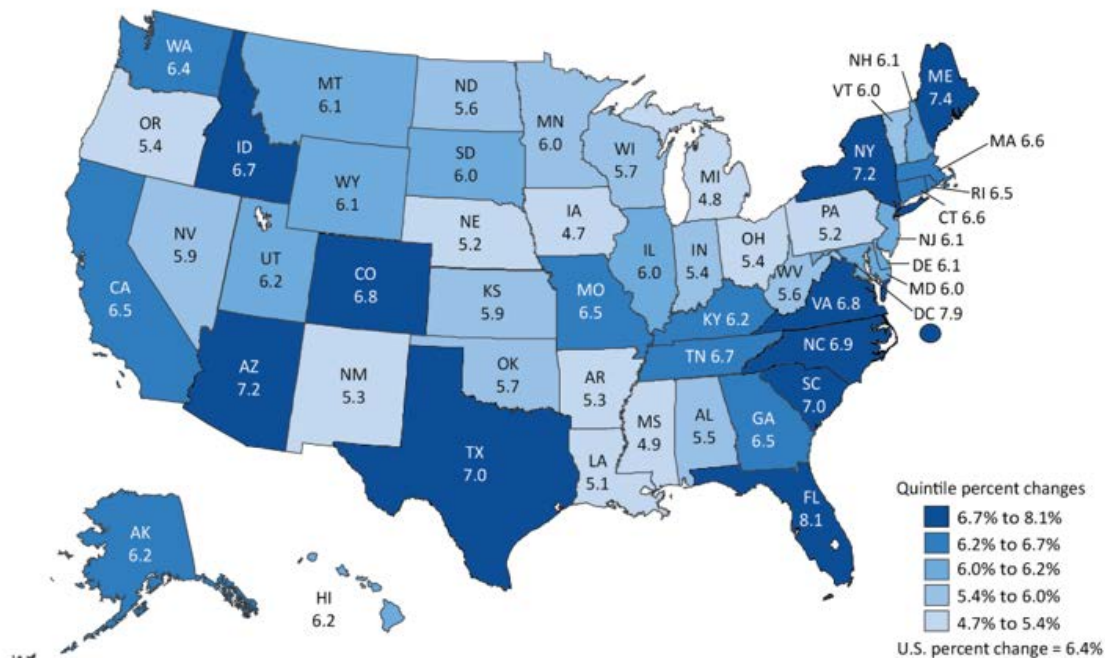 WA
6.4
OR
5.4
CA
6.5
ID
6.7
NV
5.9
MT
6.1
WY
6.1
UT
6.2
AZ
7.2
CO
6.8
NM
5.3
ND
5.6
SD
6.0
NE
5.2
KS
5.9
OK
5.7
TX
7.0
MN
6.0
IA
4.7
MO
6.5
AR
5.3
LA
5.1
WI
5.7
IL
6.0
MI
4.8
IN
5.4
OH
5.4
KY 6.2
TN 6.7
MS
4.9
AL
5.5
GA
6.5
FL
8.1
SC
7.0
NC 6.9
VA 6.8
WV
5.6
PA
5.2
NY
7.2
VT 6.0
NH 6.1
ME
7.4
MA 6.6
RI 6.5
CT 6.6
NJ 6.1
DE 6.1
MD 6.0
DC 7.9
AK
6.2
HI
6.2
Quintile percent changes
6.7% to 8.1%
6.2% to 6.7%
6.0% to 6.2%
5.4% to 6.0%
4.7% to 5.4%
U.S. percent change = 6.4%